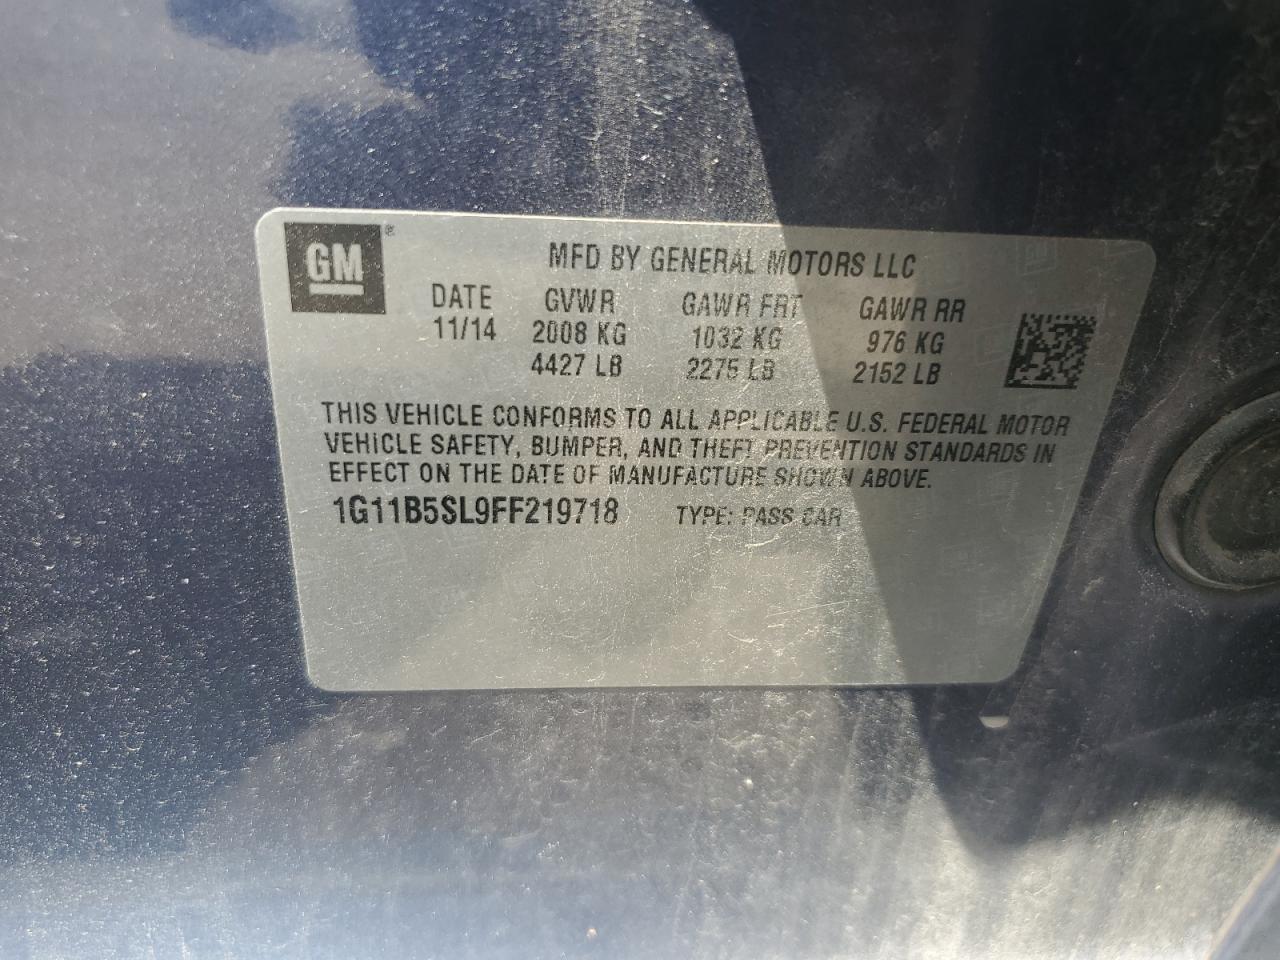 GM®
MFD BY GENERAL MOTORS LLC
DATE GVWR GAWR FRT GAWR RR
11/14 2008 KG 1032 KG 976 KG
4427 LB 2275 LB 2152 LB
THIS VEHICLE CONFORMS TO ALL APPLICABLE U.S. FEDERAL MOTOR
VEHICLE SAFETY, BUMPER, AND THEFT PREVENTION STANDARDS IN
EFFECT ON THE DATE OF MANUFACTURE SHOWN ABOVE.
1G11B5SL9FF219718 TYPE: PASS CAR